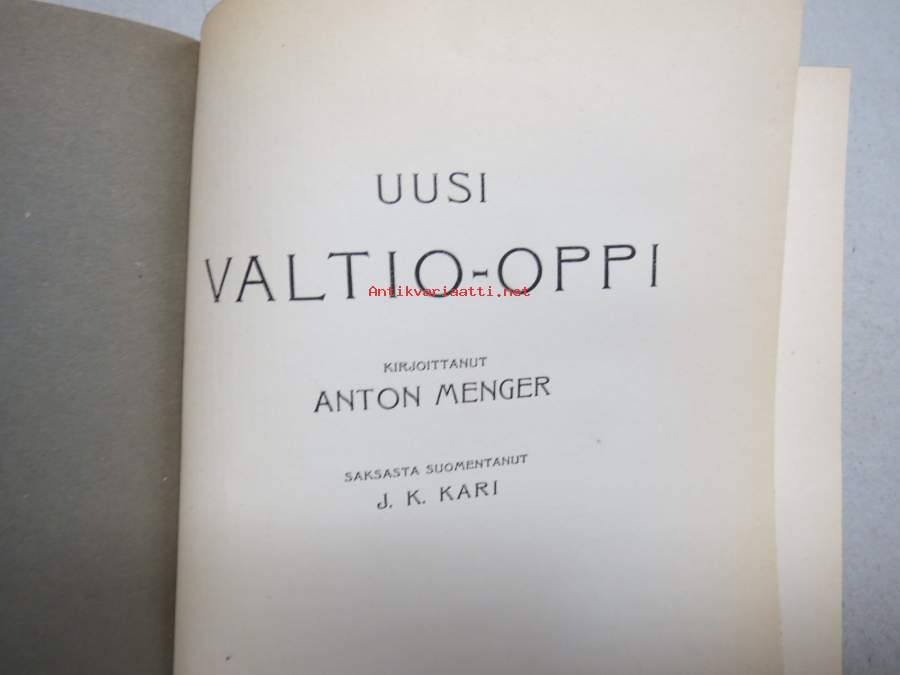 UUSI
VALTIO-OPPI
Antikvariaatti.net
KIRJOITTANUT
ANTON MENGER
SAKSASTA SUOMENTANUT
J. K. KARI